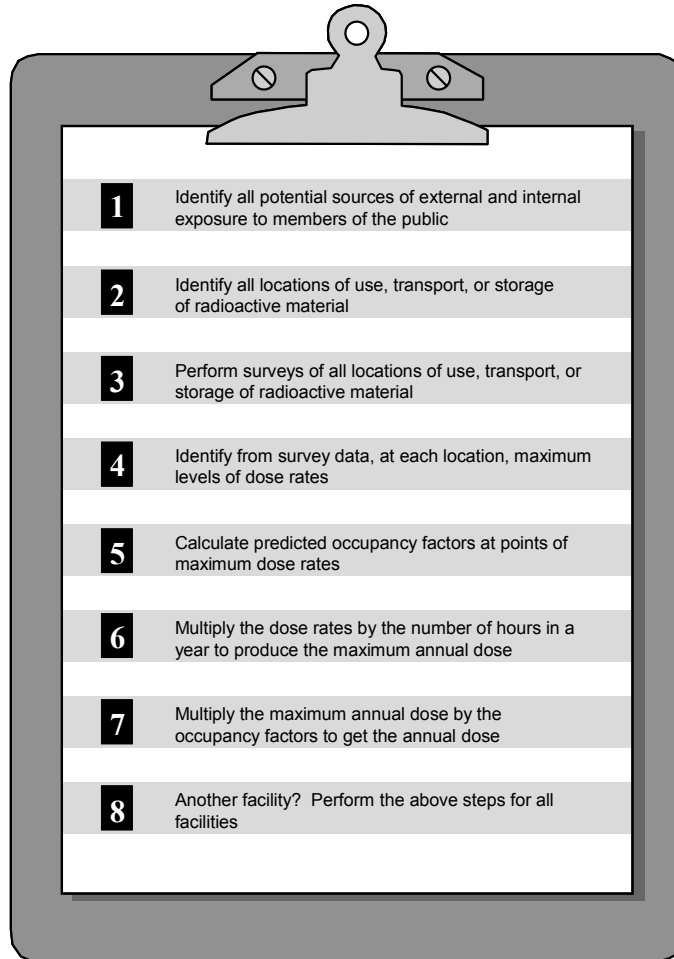 1
Identify all potential sources of external and internal
exposure to members of the public
2
Identify all locations of use, transport, or storage
of radioactive material
3
Perform surveys of all locations of use, transport, or
storage of radioactive material
4
Identify from survey data, at each location, maximum
levels of dose rates
5
Calculate predicted occupancy factors at points of
maximum dose rates
6
Multiply the dose rates by the number of hours in a
year to produce the maximum annual dose
7
Multiply the maximum annual dose by the
occupancy factors to get the annual dose
8
Another facility? Perform the above steps for all
facilities